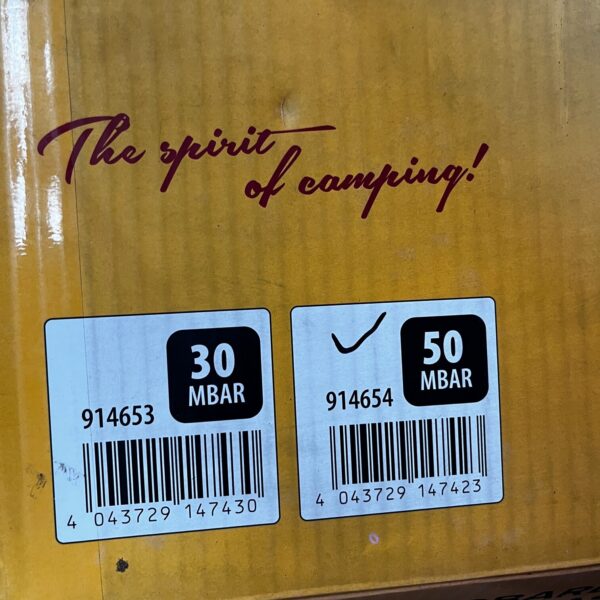 The spirit
of camping!
30
MBAR
914653
4 043729 147430
50
MBAR
914654
4 043729 147423